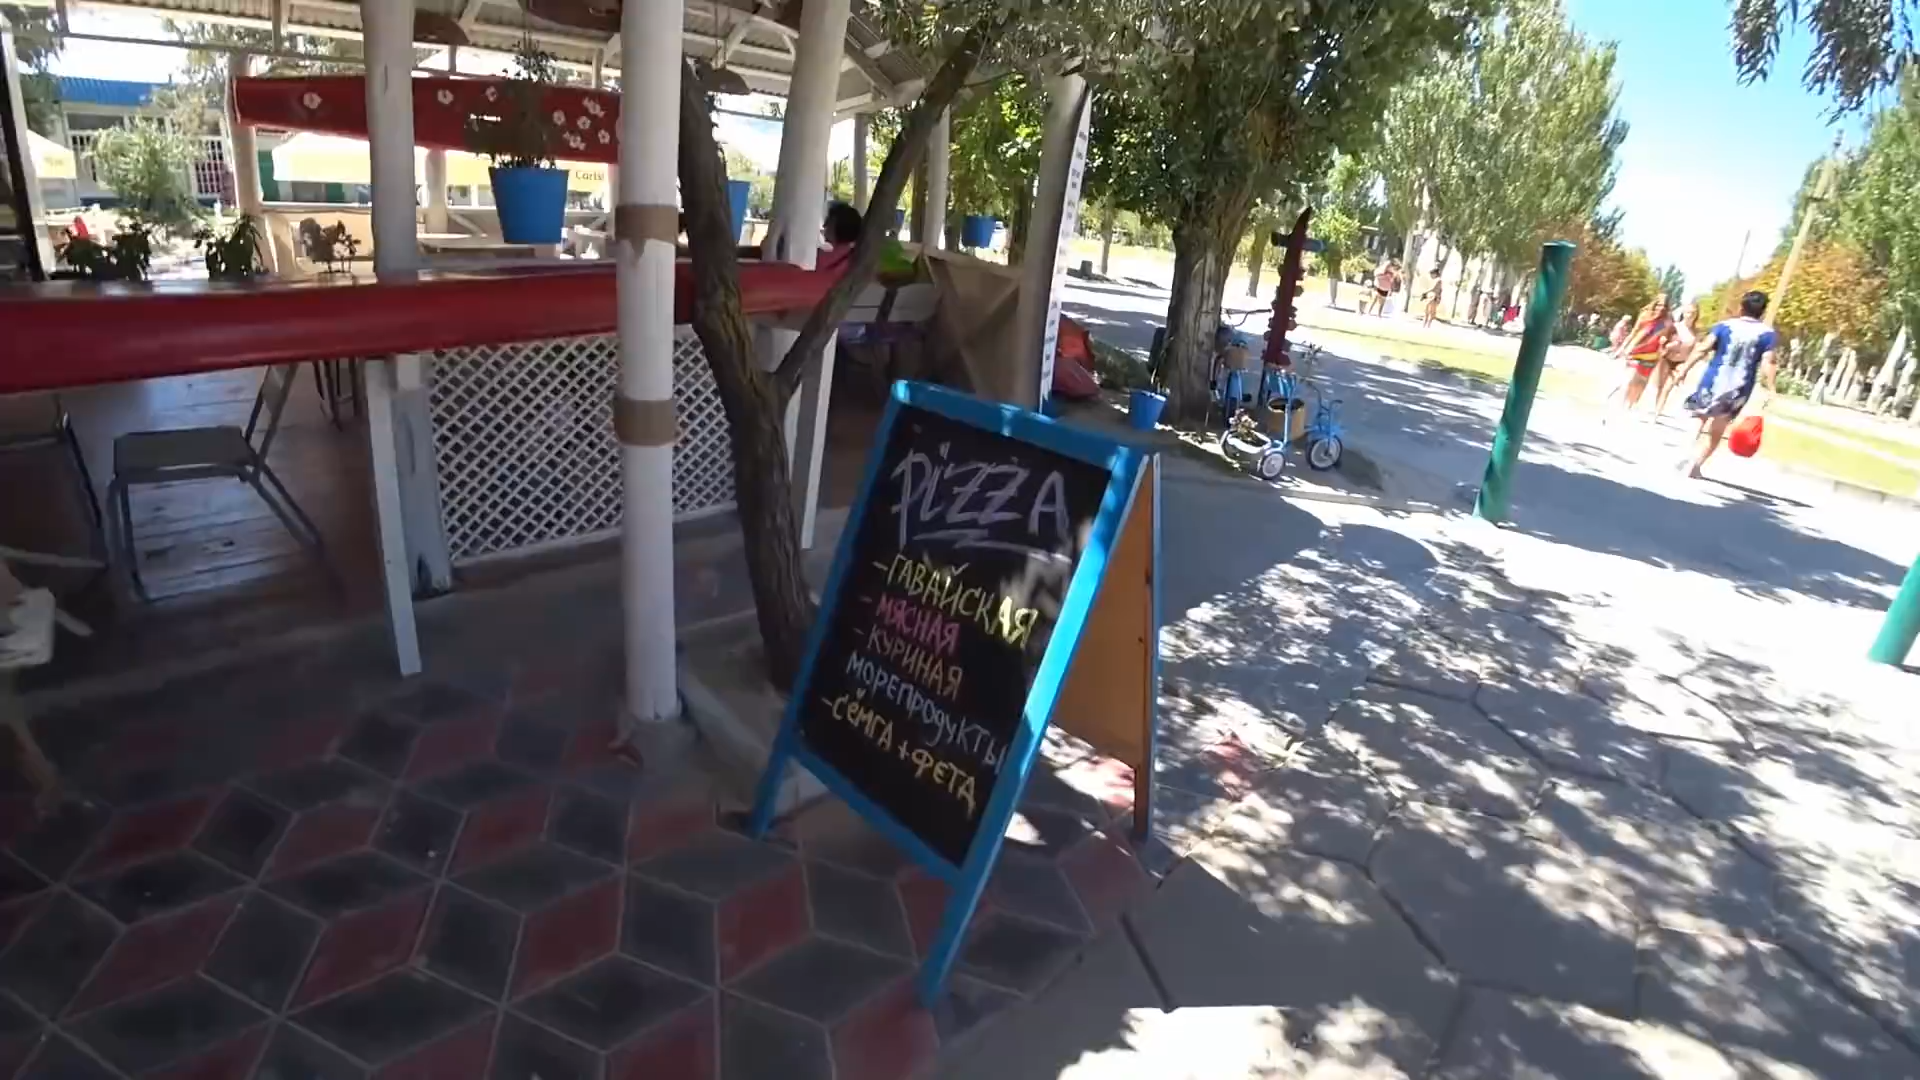 PIZZA
-ГАВАЙСКАЯ
-МЯСНАЯ
-КУРИНАЯ
МОРЕПРОДУКТЫ
-СЁМГА + ФЕТА